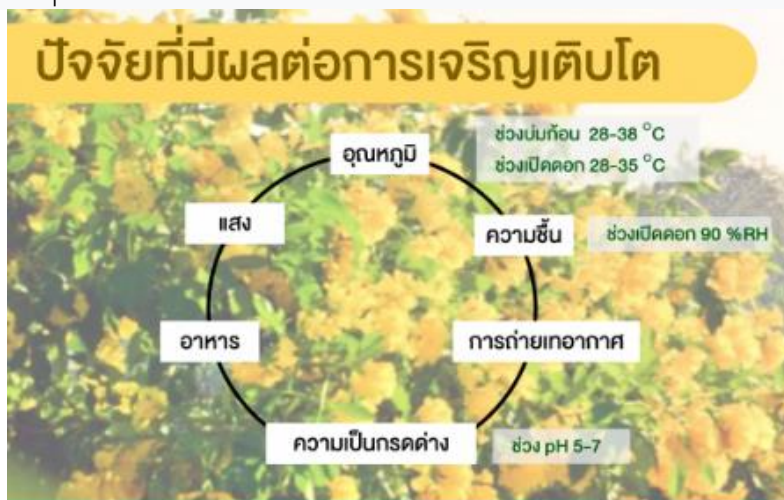 ปัจจัยที่มีผลต่อการเจริญเติบโต
อุณหภูมิ
ช่วงบ่มก้อน 28-38 °C
ช่วงเปิดดอก 28-35 °C
แสง
ความชื้น
ช่วงเปิดดอก 90 %RH
อาหาร
การถ่ายเทอากาศ
ความเป็นกรดด่าง
ช่วง pH 5-7